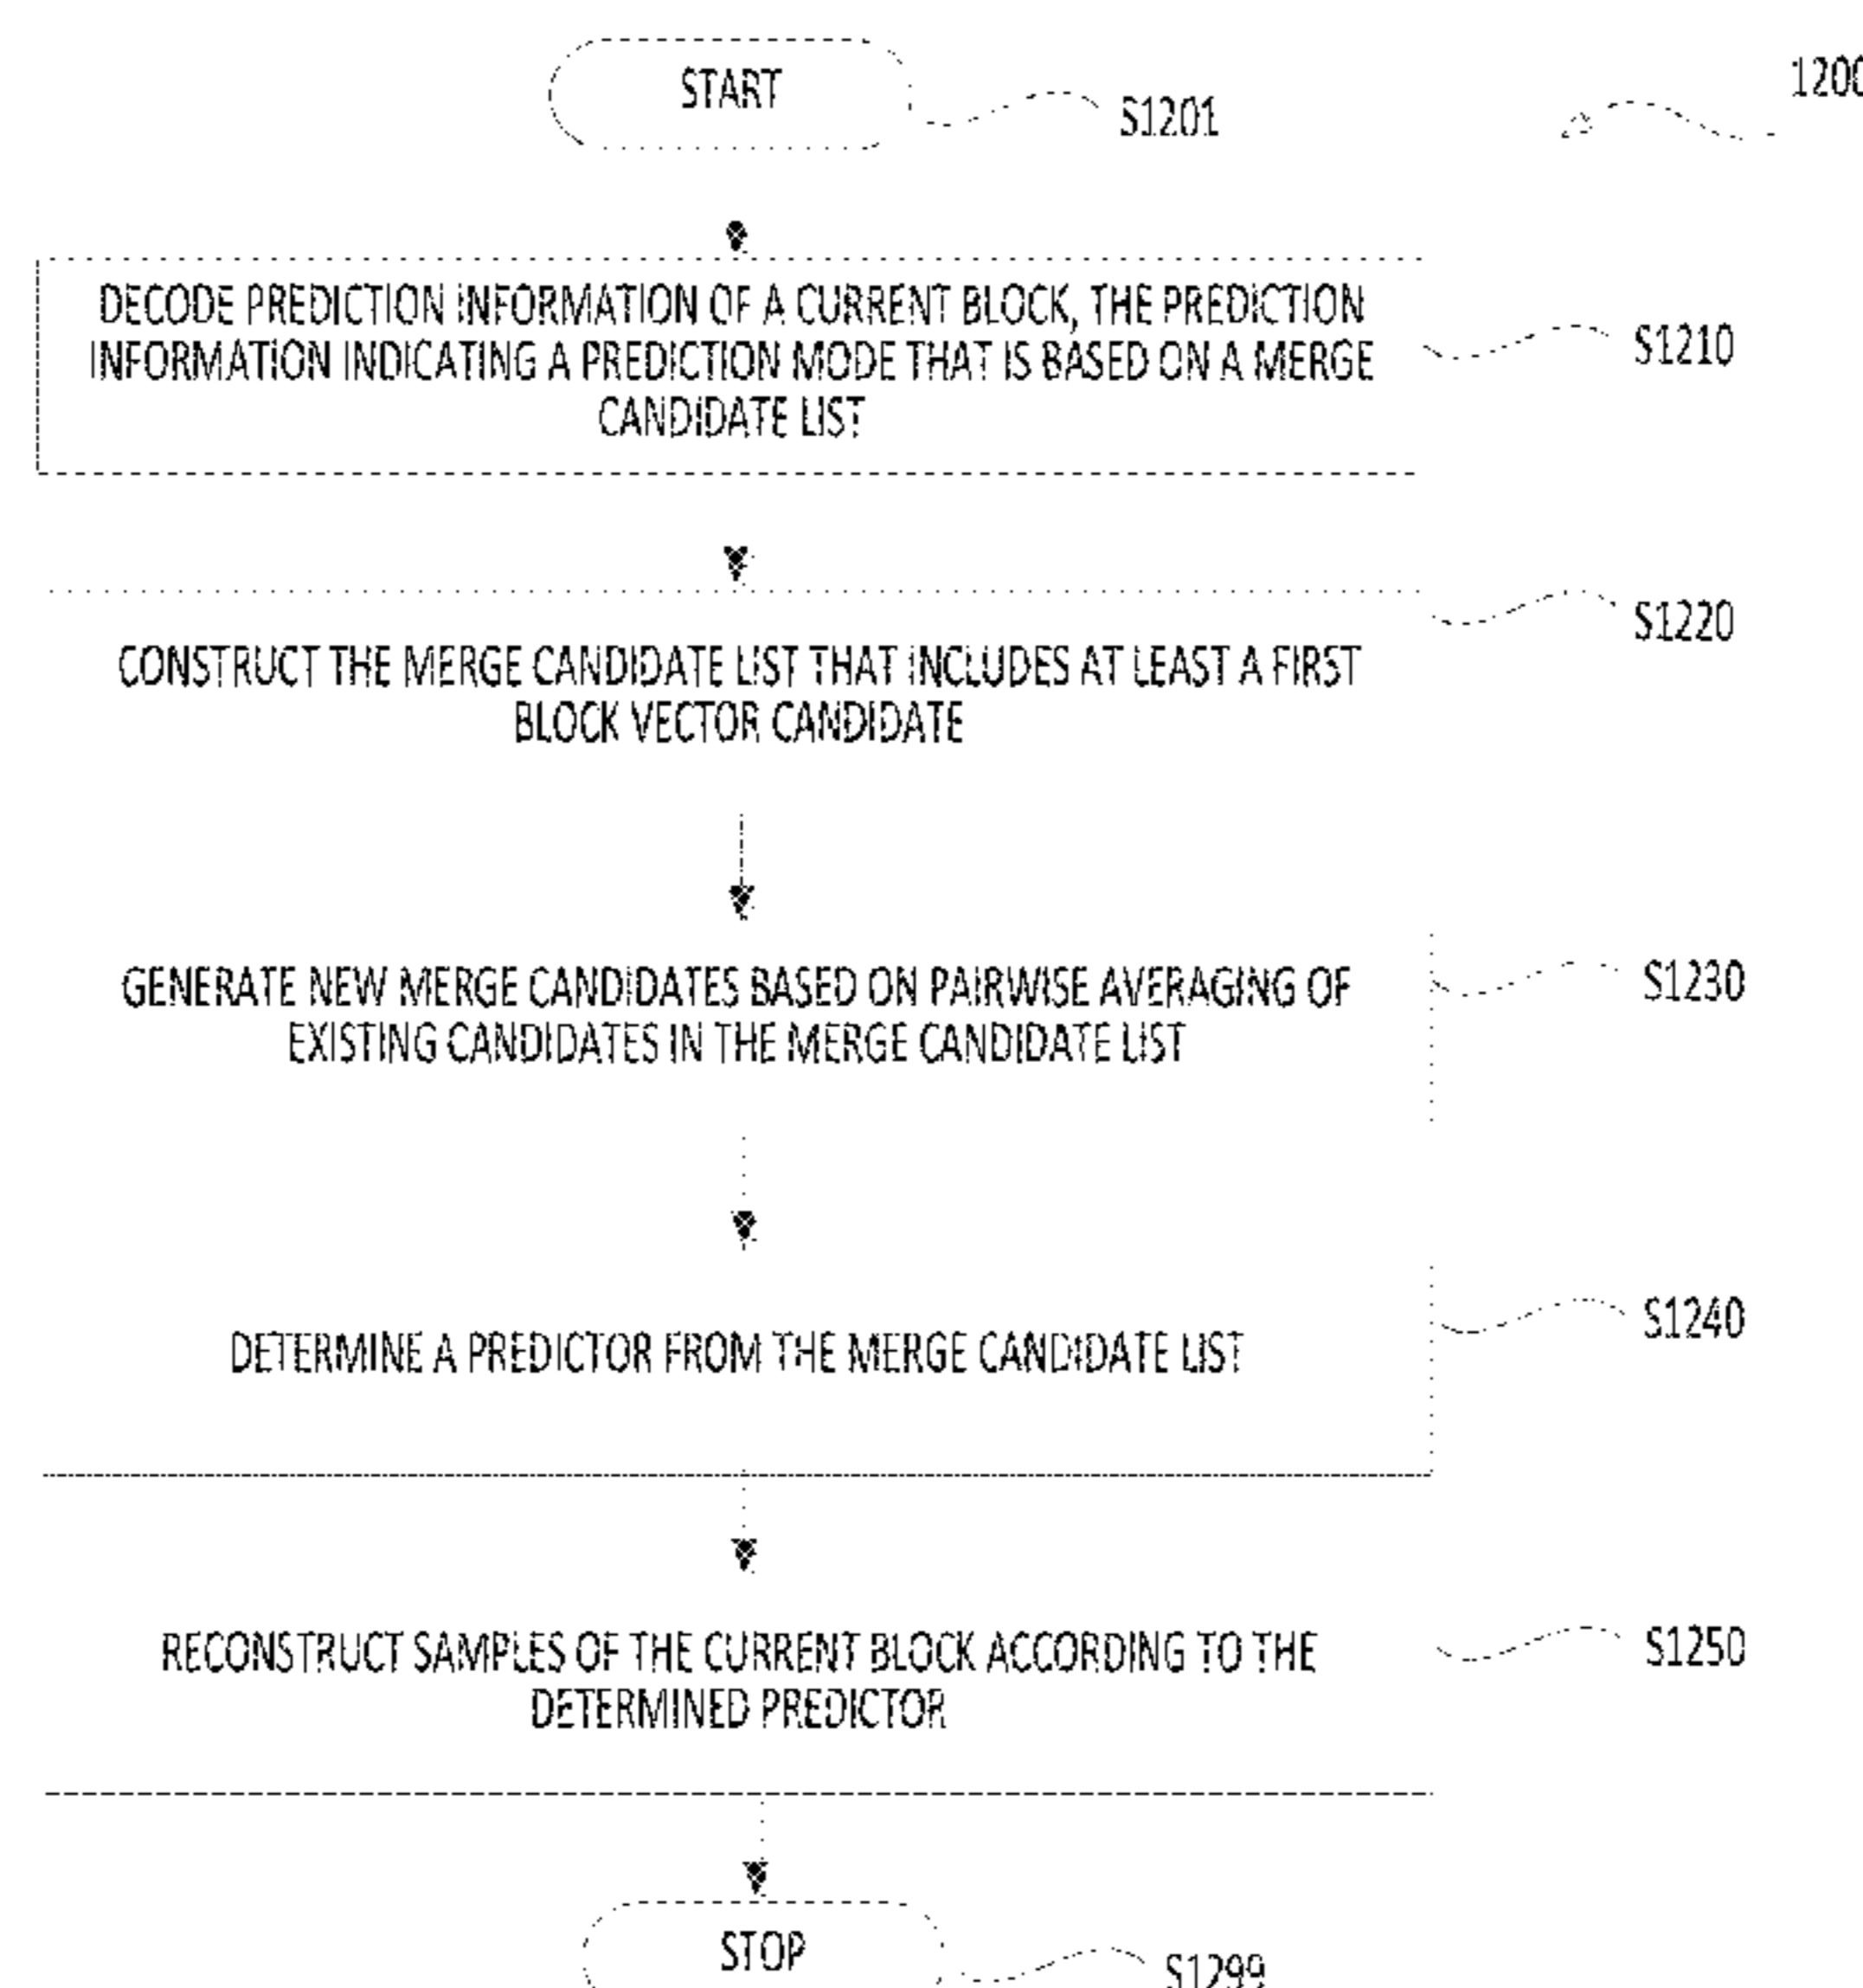 START
S1201
1200
DECODE PREDICTION INFORMATION OF A CURRENT BLOCK, THE PREDICTION
INFORMATION INDICATING A PREDICTION MODE THAT IS BASED ON A MERGE
CANDIDATE LIST
S1210
S1220
CONSTRUCT THE MERGE CANDIDATE LIST THAT INCLUDES AT LEAST A FIRST
BLOCK VECTOR CANDIDATE
GENERATE NEW MERGE CANDIDATES BASED ON PAIRWISE AVERAGING OF
EXISTING CANDIDATES IN THE MERGE CANDIDATE LIST
S1230
DETERMINE A PREDICTOR FROM THE MERGE CANDIDATE LIST
S1240
RECONSTRUCT SAMPLES OF THE CURRENT BLOCK ACCORDING TO THE
DETERMINED PREDICTOR
S1250
STOP
S1299